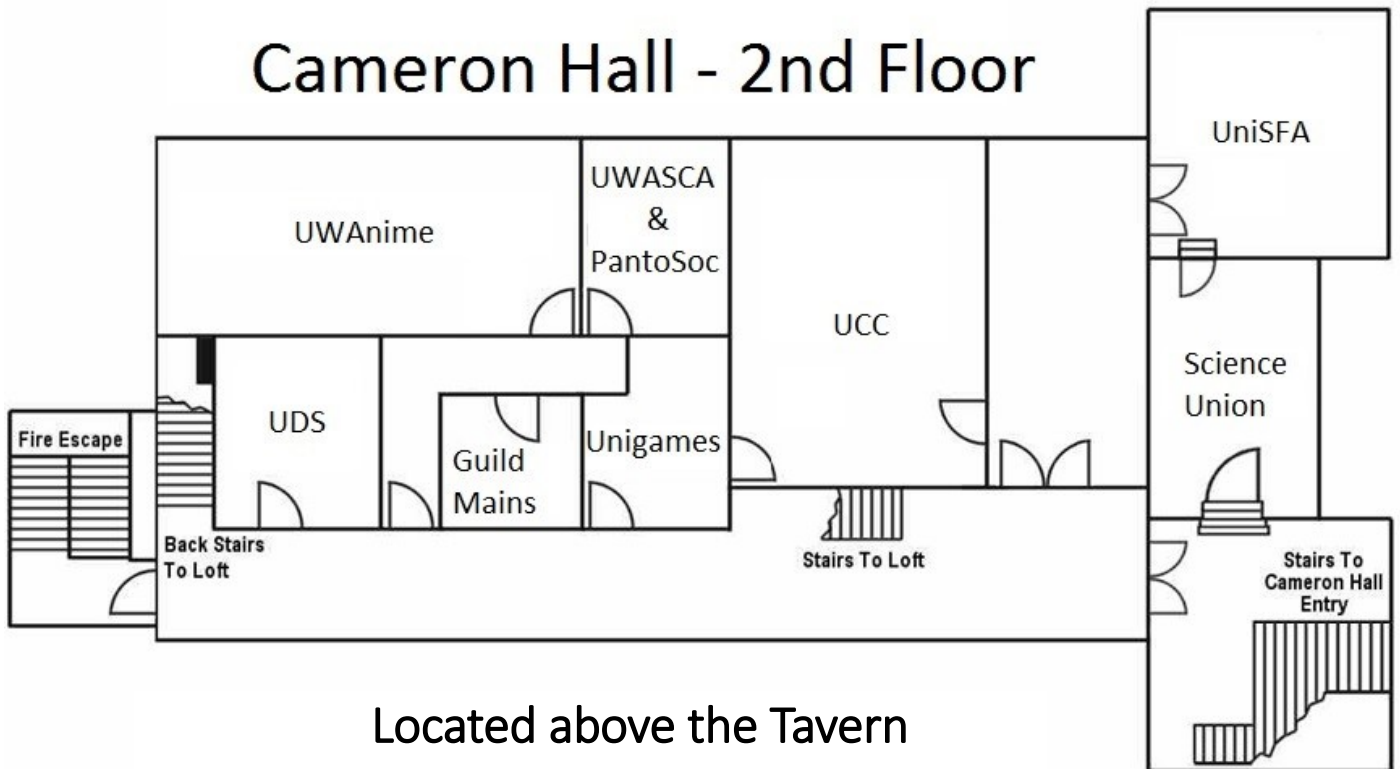 Cameron Hall - 2nd Floor
UniSFA
UWASCA
&
PantoSoc
UWAnime
UCC
Science
Union
UDS
Fire Escape
Unigames
Guild
Mains
Back Stairs
To Loft
Stairs To Loft
Stairs To
Cameron Hall
Entry
Located above the Tavern